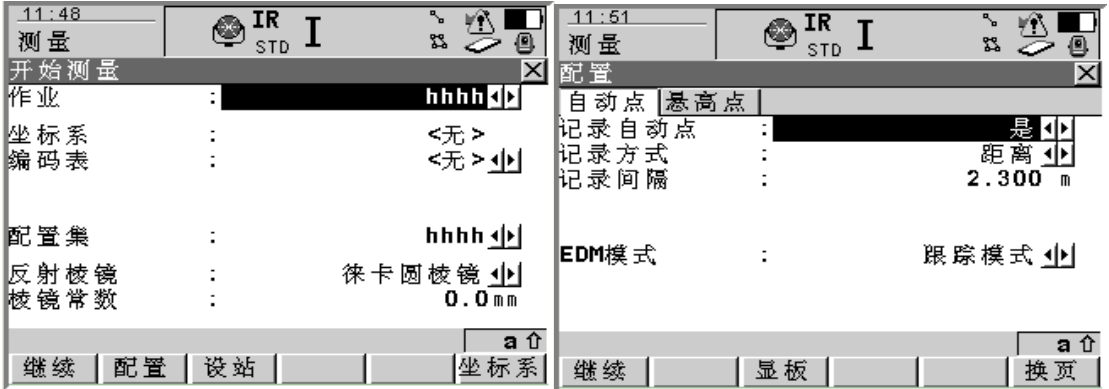 11:48
测量
IR
STD
I
开始测量
作业 : hhhh
坐标系 : <无>
编码表 : <无>
配置集 : hhhh
反射棱镜 : 徕卡圆棱镜
棱镜常数 : 0.0mm
a
继续 配置 设站 坐标系
11:51
测量
IR
STD
I
配置
自动点 悬高点
记录自动点 : 是
记录方式 : 距离
记录间隔 : 2.300 m
EDM模式 : 跟踪模式
a
继续 显板 换页